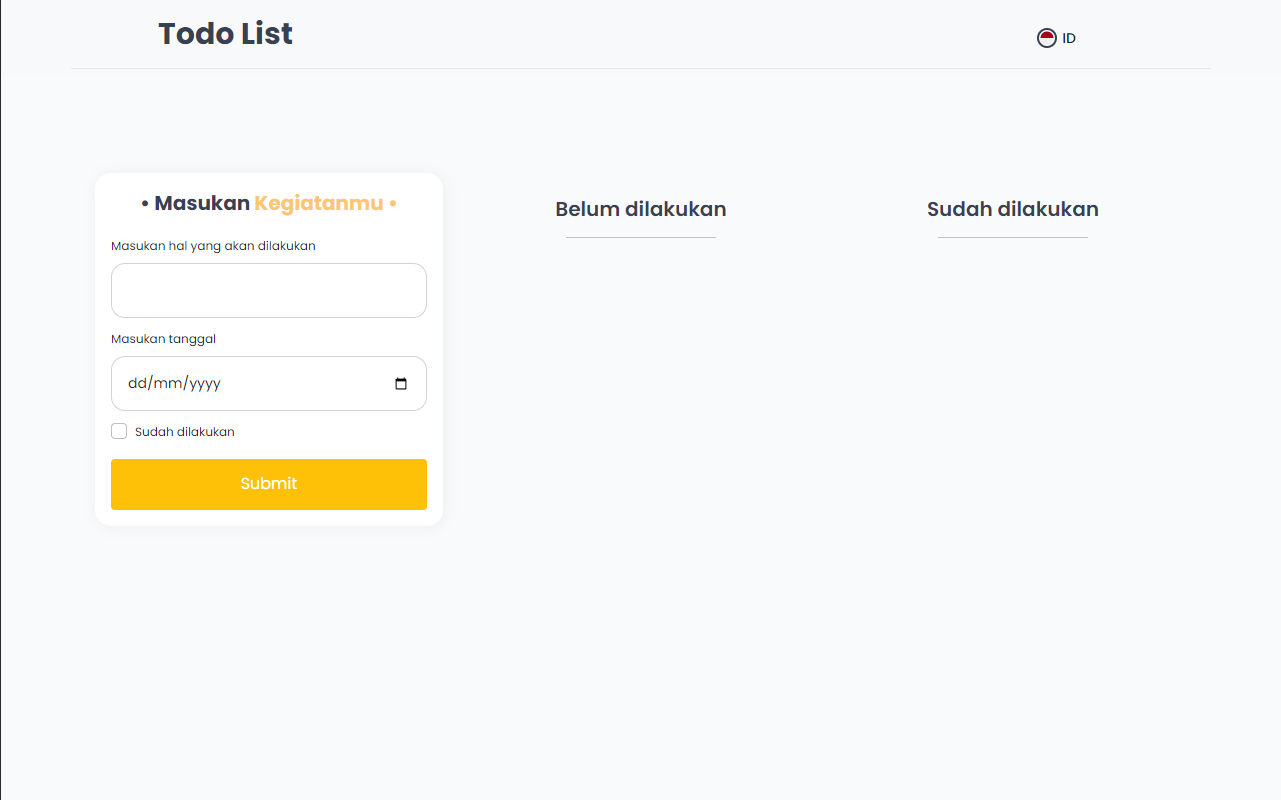 Todo List
ID
• Masukan Kegiatanmu •
Masukan hal yang akan dilakukan
Masukan tanggal
dd/mm/yyyy
Sudah dilakukan
Submit
Belum dilakukan
Sudah dilakukan